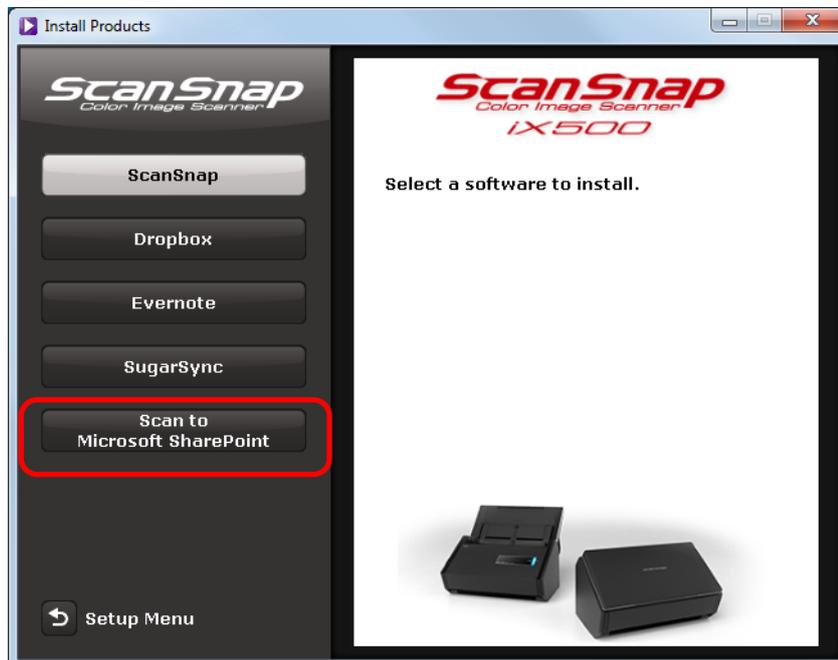 Install Products
ScanSnap
Color Image Scanner
ScanSnap
Dropbox
Evernote
SugarSync
Scan to
Microsoft SharePoint
Setup Menu
ScanSnap
Color Image Scanner
iX500
Select a software to install.